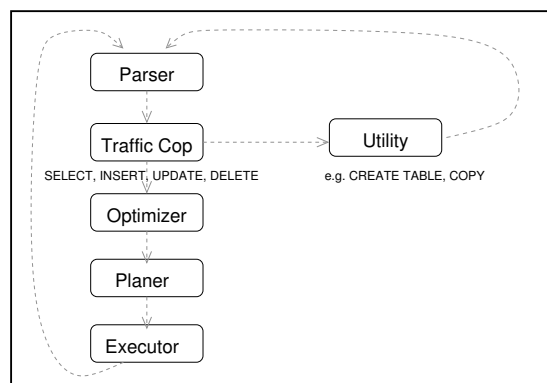 Parser
Traffic Cop
Utility
SELECT, INSERT, UPDATE, DELETE
e.g. CREATE TABLE, COPY
Optimizer
Planer
Executor